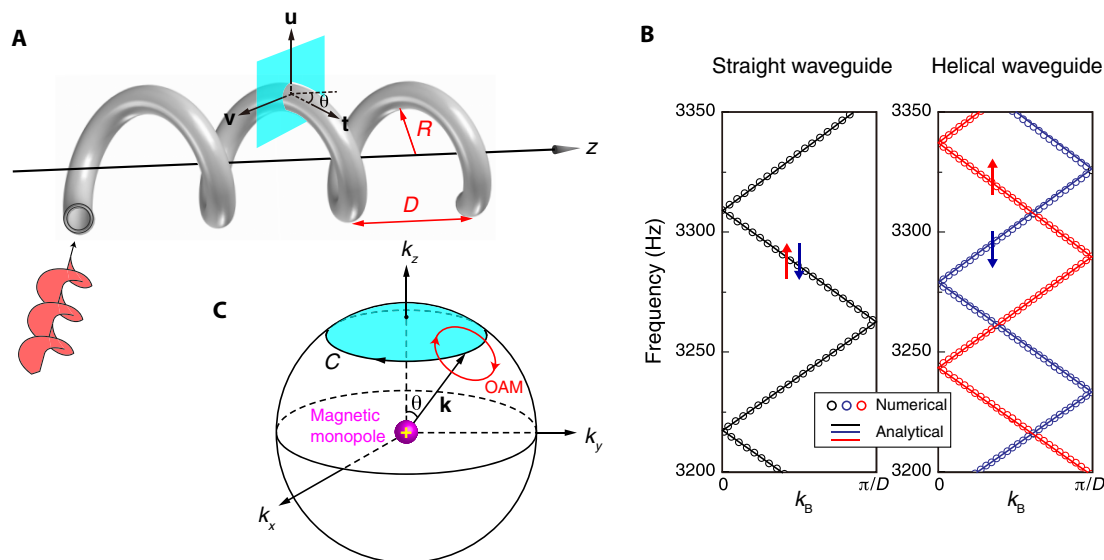 A
u
v
θ
t
R
z
D
C
k_z
C
OAM
θ
k
Magnetic
monopole
+
k_y
k_x
B
Straight waveguide
Helical waveguide
Frequency (Hz)
3350
3300
3250
3200
3350
3300
3250
3200
Numerical
Analytical
0
π/D
0
π/D
k_B
k_B